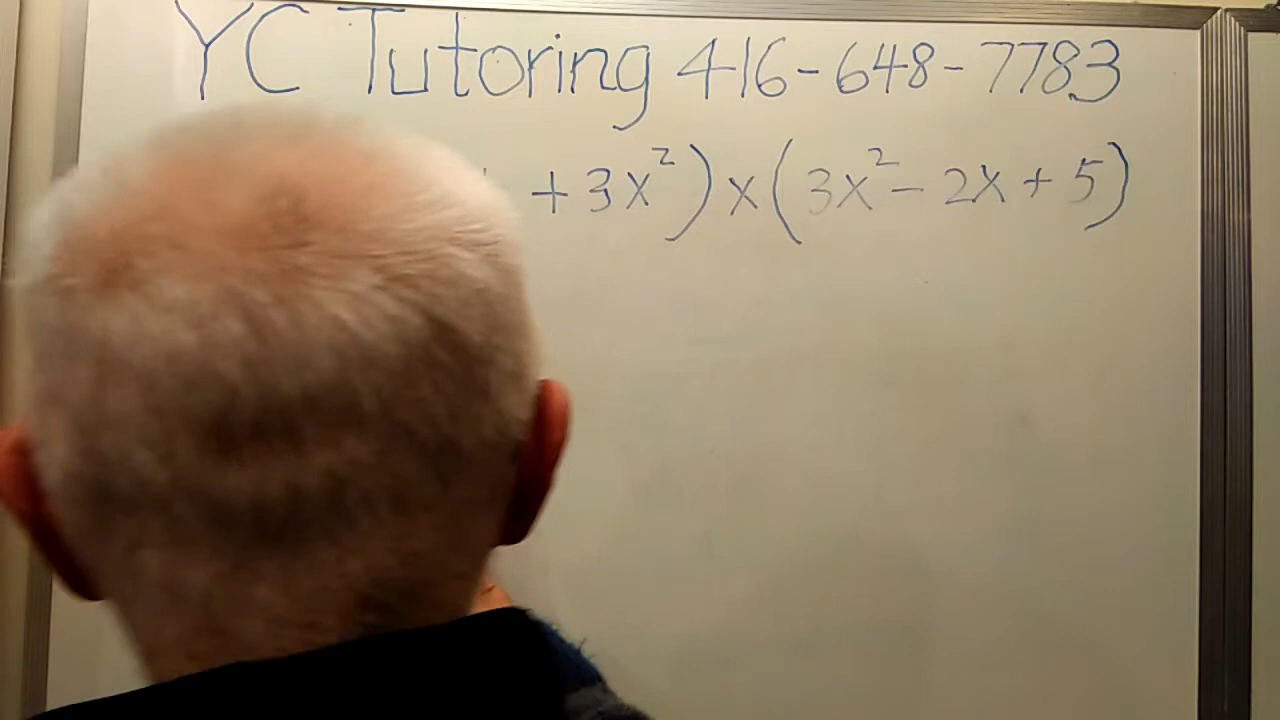 YC Tutoring 416-648-7783
+ 3x²) x (3x² - 2x + 5)